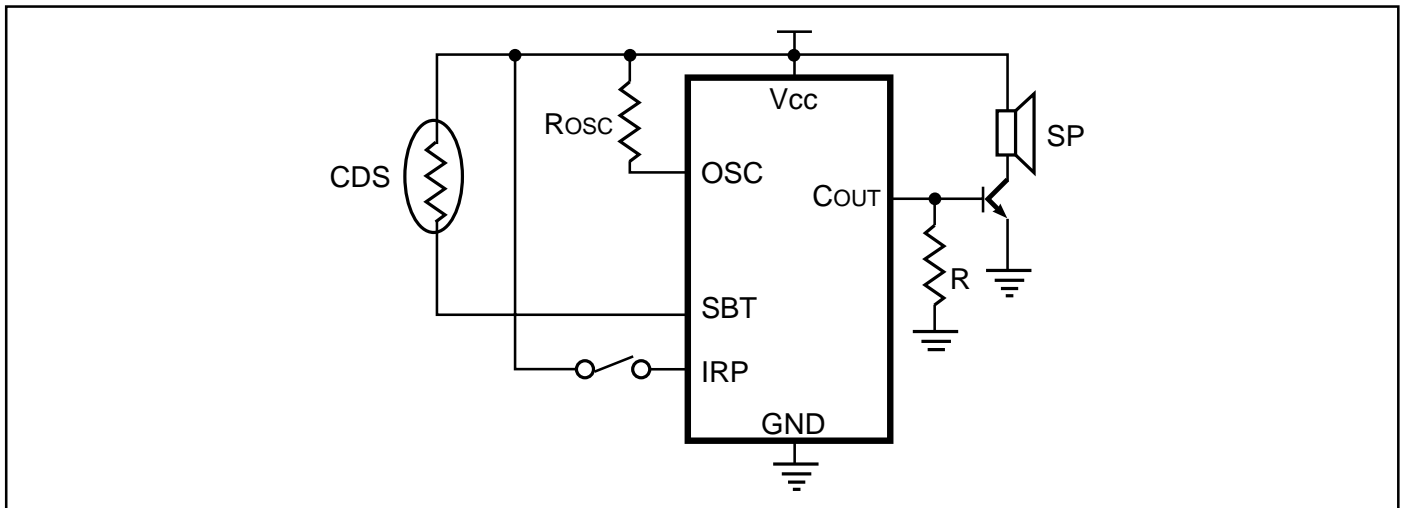 Vcc
ROSC
SP
CDS
OSC
COUT
R
SBT
IRP
GND